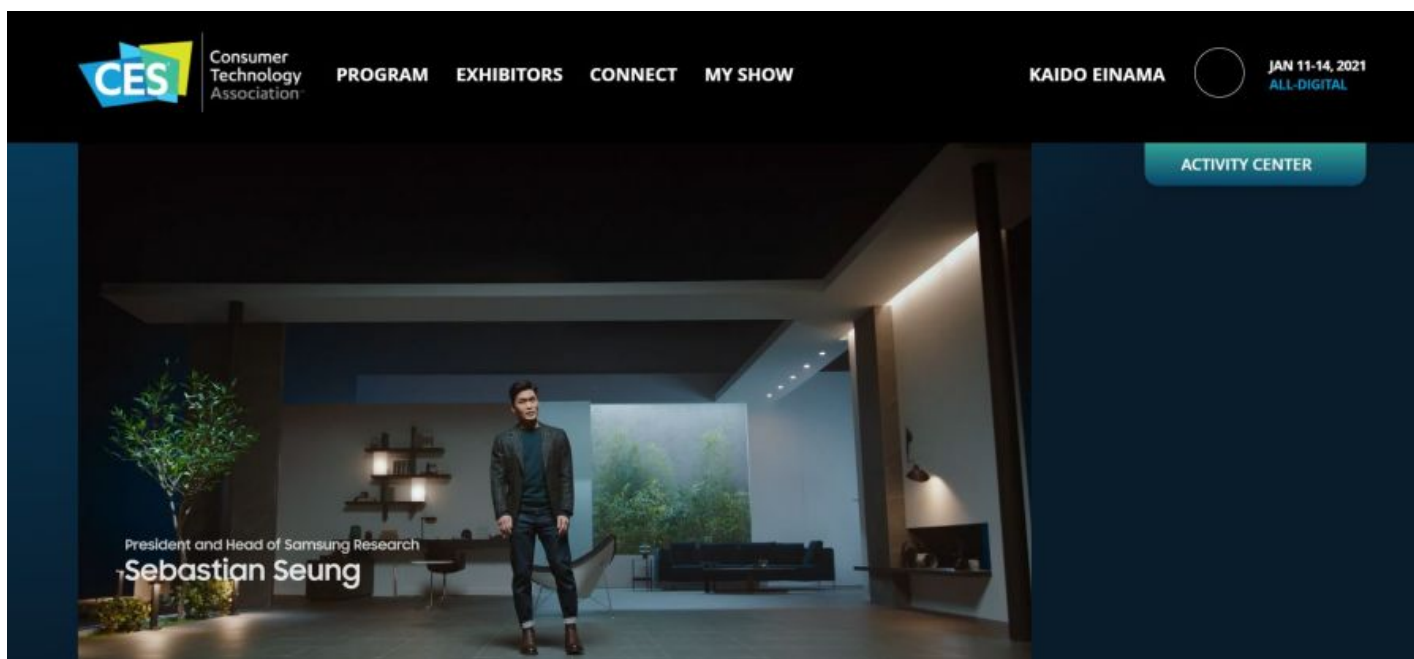 CES
Consumer
Technology
Association
PROGRAM
EXHIBITORS
CONNECT
MY SHOW
KAIDO EINAMA
JAN 11-14, 2021
ALL-DIGITAL
ACTIVITY CENTER
President and Head of Samsung Research
Sebastian Seung